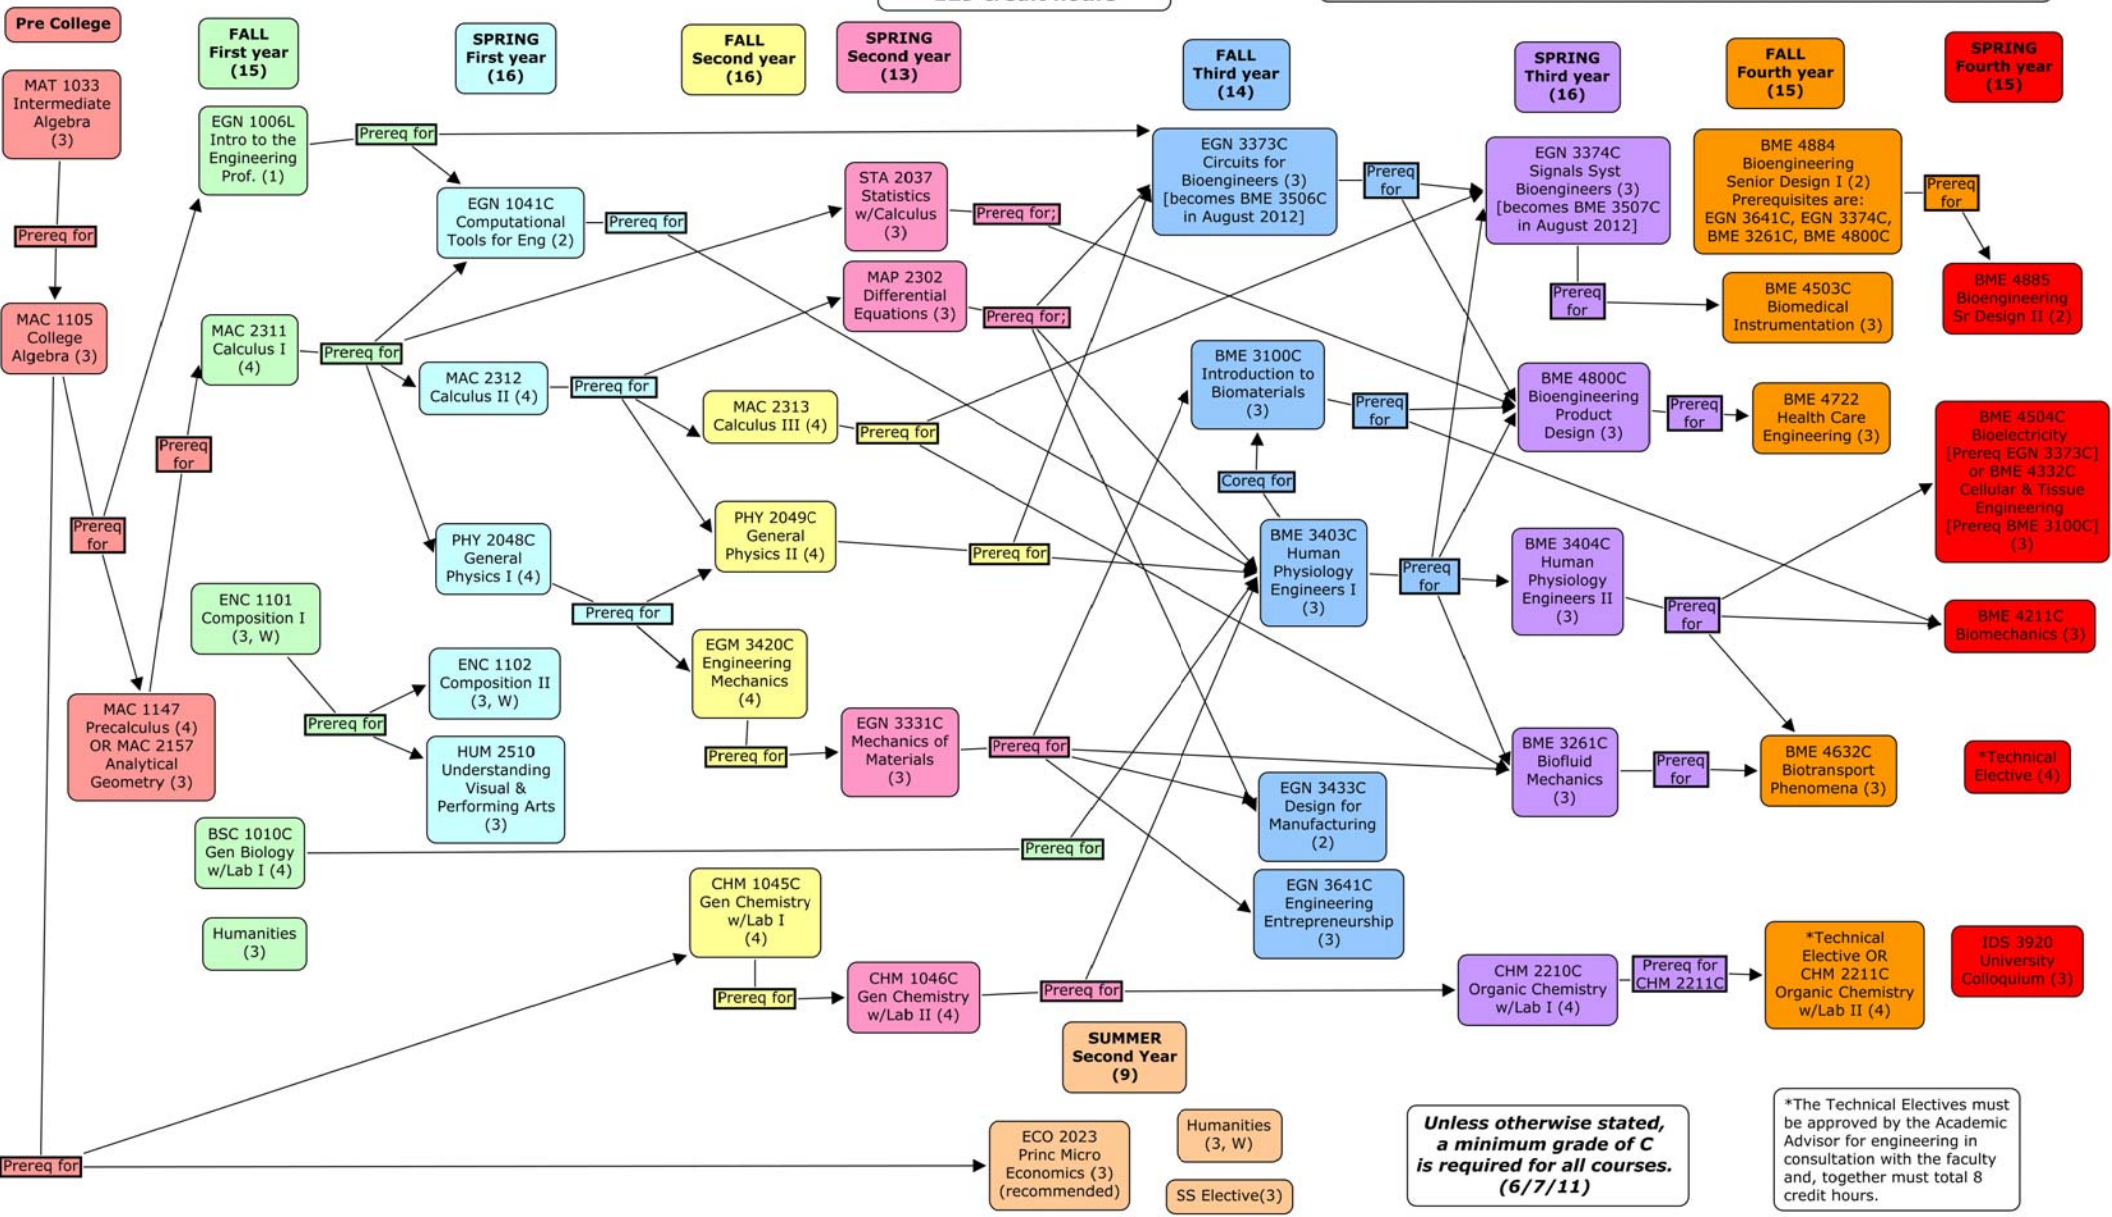 Pre College
MAT 1033
Intermediate
Algebra
(3)
Prereq for
MAC 1105
College
Algebra (3)
Prereq
for
Prereq
for
MAC 1147
Precalculus (4)
OR MAC 2157
Analytical
Geometry (3)
Prereq for
FALL
First year
(15)
EGN 1006L
Intro to the
Engineering
Prof. (1)
Prereq for
MAC 2311
Calculus I
(4)
Prereq for
ENC 1101
Composition I
(3, W)
Prereq for
BSC 1010C
Gen Biology
w/Lab I (4)
Prereq for
Humanities
(3)
SPRING
First year
(16)
EGN 1041C
Computational
Tools for Eng (2)
Prereq for
MAC 2312
Calculus II (4)
Prereq for
PHY 2048C
General
Physics I (4)
Prereq for
ENC 1102
Composition II
(3, W)
HUM 2510
Understanding
Visual &
Performing Arts
(3)
FALL
Second year
(16)
MAC 2313
Calculus III (4)
Prereq for
PHY 2049C
General
Physics II (4)
Prereq for
EGM 3420C
Engineering
Mechanics
(4)
Prereq for
CHM 1045C
Gen Chemistry
w/Lab I
(4)
Prereq for
SPRING
Second year
(13)
STA 2037
Statistics
w/Calculus
(3)
Prereq for;
MAP 2302
Differential
Equations (3)
Prereq for;
EGN 3331C
Mechanics of
Materials
(3)
Prereq for
CHM 1046C
Gen Chemistry
w/Lab II (4)
Prereq for
SUMMER
Second Year
(9)
ECO 2023
Princ Micro
Economics (3)
(recommended)
Humanities
(3, W)
SS Elective(3)
FALL
Third year
(14)
EGN 3373C
Circuits for
Bioengineers (3)
[becomes BME 3506C
in August 2012]
Prereq
for
BME 3100C
Introduction to
Biomaterials
(3)
Prereq
for
Coreq for
BME 3403C
Human
Physiology
Engineers I
(3)
Prereq
for
EGN 3433C
Design for
Manufacturing
(2)
EGN 3641C
Engineering
Entrepreneurship
(3)
SPRING
Third year
(16)
EGN 3374C
Signals Syst
Bioengineers (3)
[becomes BME 3507C
in August 2012]
Prereq
for
BME 4800C
Bioengineering
Product
Design (3)
Prereq
for
BME 3404C
Human
Physiology
Engineers II
(3)
Prereq
for
BME 3261C
Biofluid
Mechanics
(3)
Prereq
for
CHM 2210C
Organic Chemistry
w/Lab I (4)
Prereq for
CHM 2211C
FALL
Fourth year
(15)
BME 4884
Bioengineering
Senior Design I (2)
Prerequisites are:
EGN 3641C, EGN 3374C,
BME 3261C, BME 4800C
Prereq
for
BME 4503C
Biomedical
Instrumentation (3)
BME 4722
Health Care
Engineering (3)
BME 4632C
Biotransport
Phenomena (3)
*Technical
Elective OR
CHM 2211C
Organic Chemistry
w/Lab II (4)
SPRING
Fourth year
(15)
BME 4885
Bioengineering
Sr Design II (2)
BME 4504C
Bioelectricity
[Prereq EGN 3373C]
or BME 4332C
Cellular & Tissue
Engineering
[Prereq BME 3100C]
(3)
BME 4211C
Biomechanics (3)
*Technical
Elective (4)
IDS 3920
University
Colloquium (3)
Unless otherwise stated,
a minimum grade of C
is required for all courses.
(6/7/11)
*The Technical Electives must
be approved by the Academic
Advisor for engineering in
consultation with the faculty
and, together must total 8
credit hours.